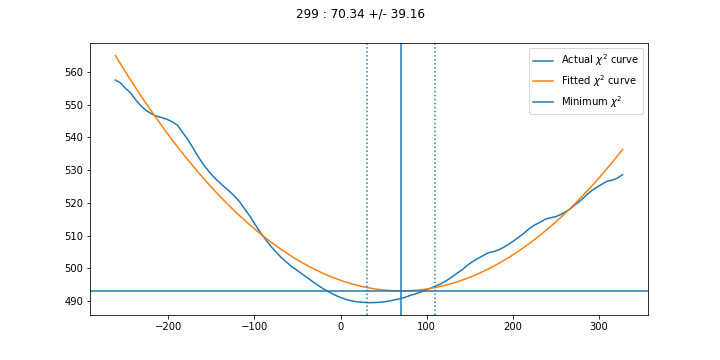 299 : 70.34 +/- 39.16
Actual χ² curve
Fitted χ² curve
Minimum χ²
560
550
540
530
520
510
500
490
−200 −100 0 100 200 300